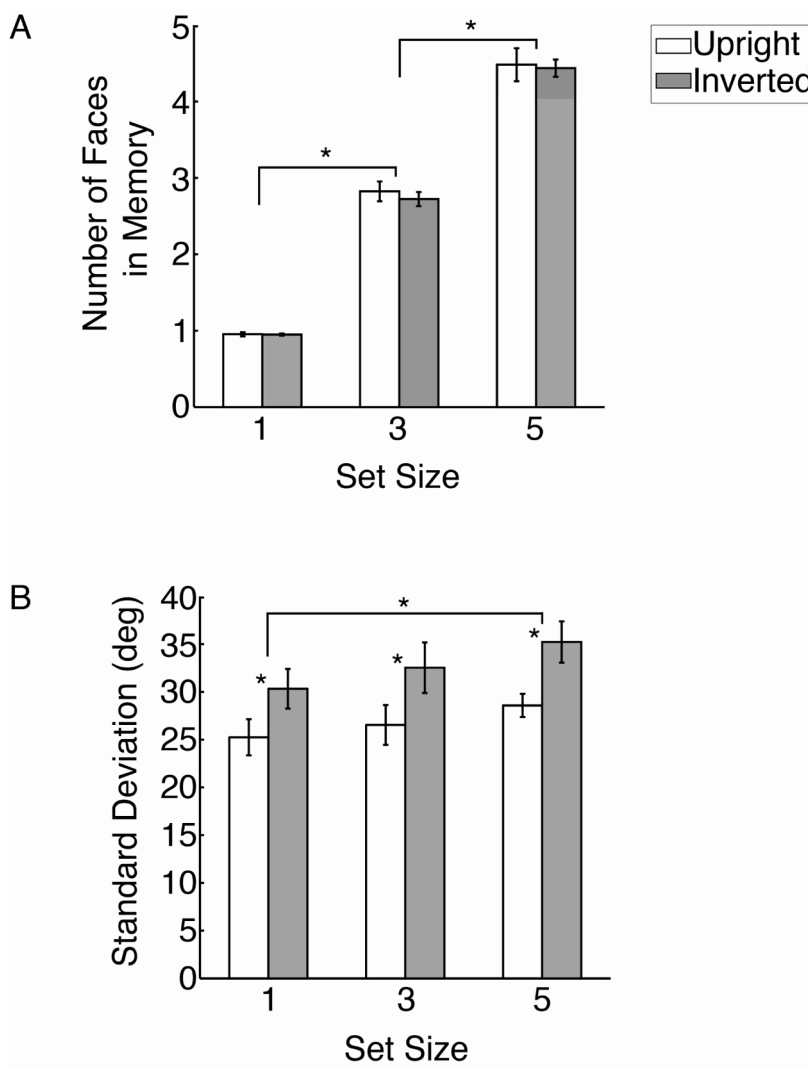 A
Number of Faces
in Memory
5
4
3
2
1
0
*
*
Upright
Inverted
1 3 5
Set Size
B
Standard Deviation (deg)
40
35
30
25
20
15
10
5
0
*
*
*
*
1 3 5
Set Size